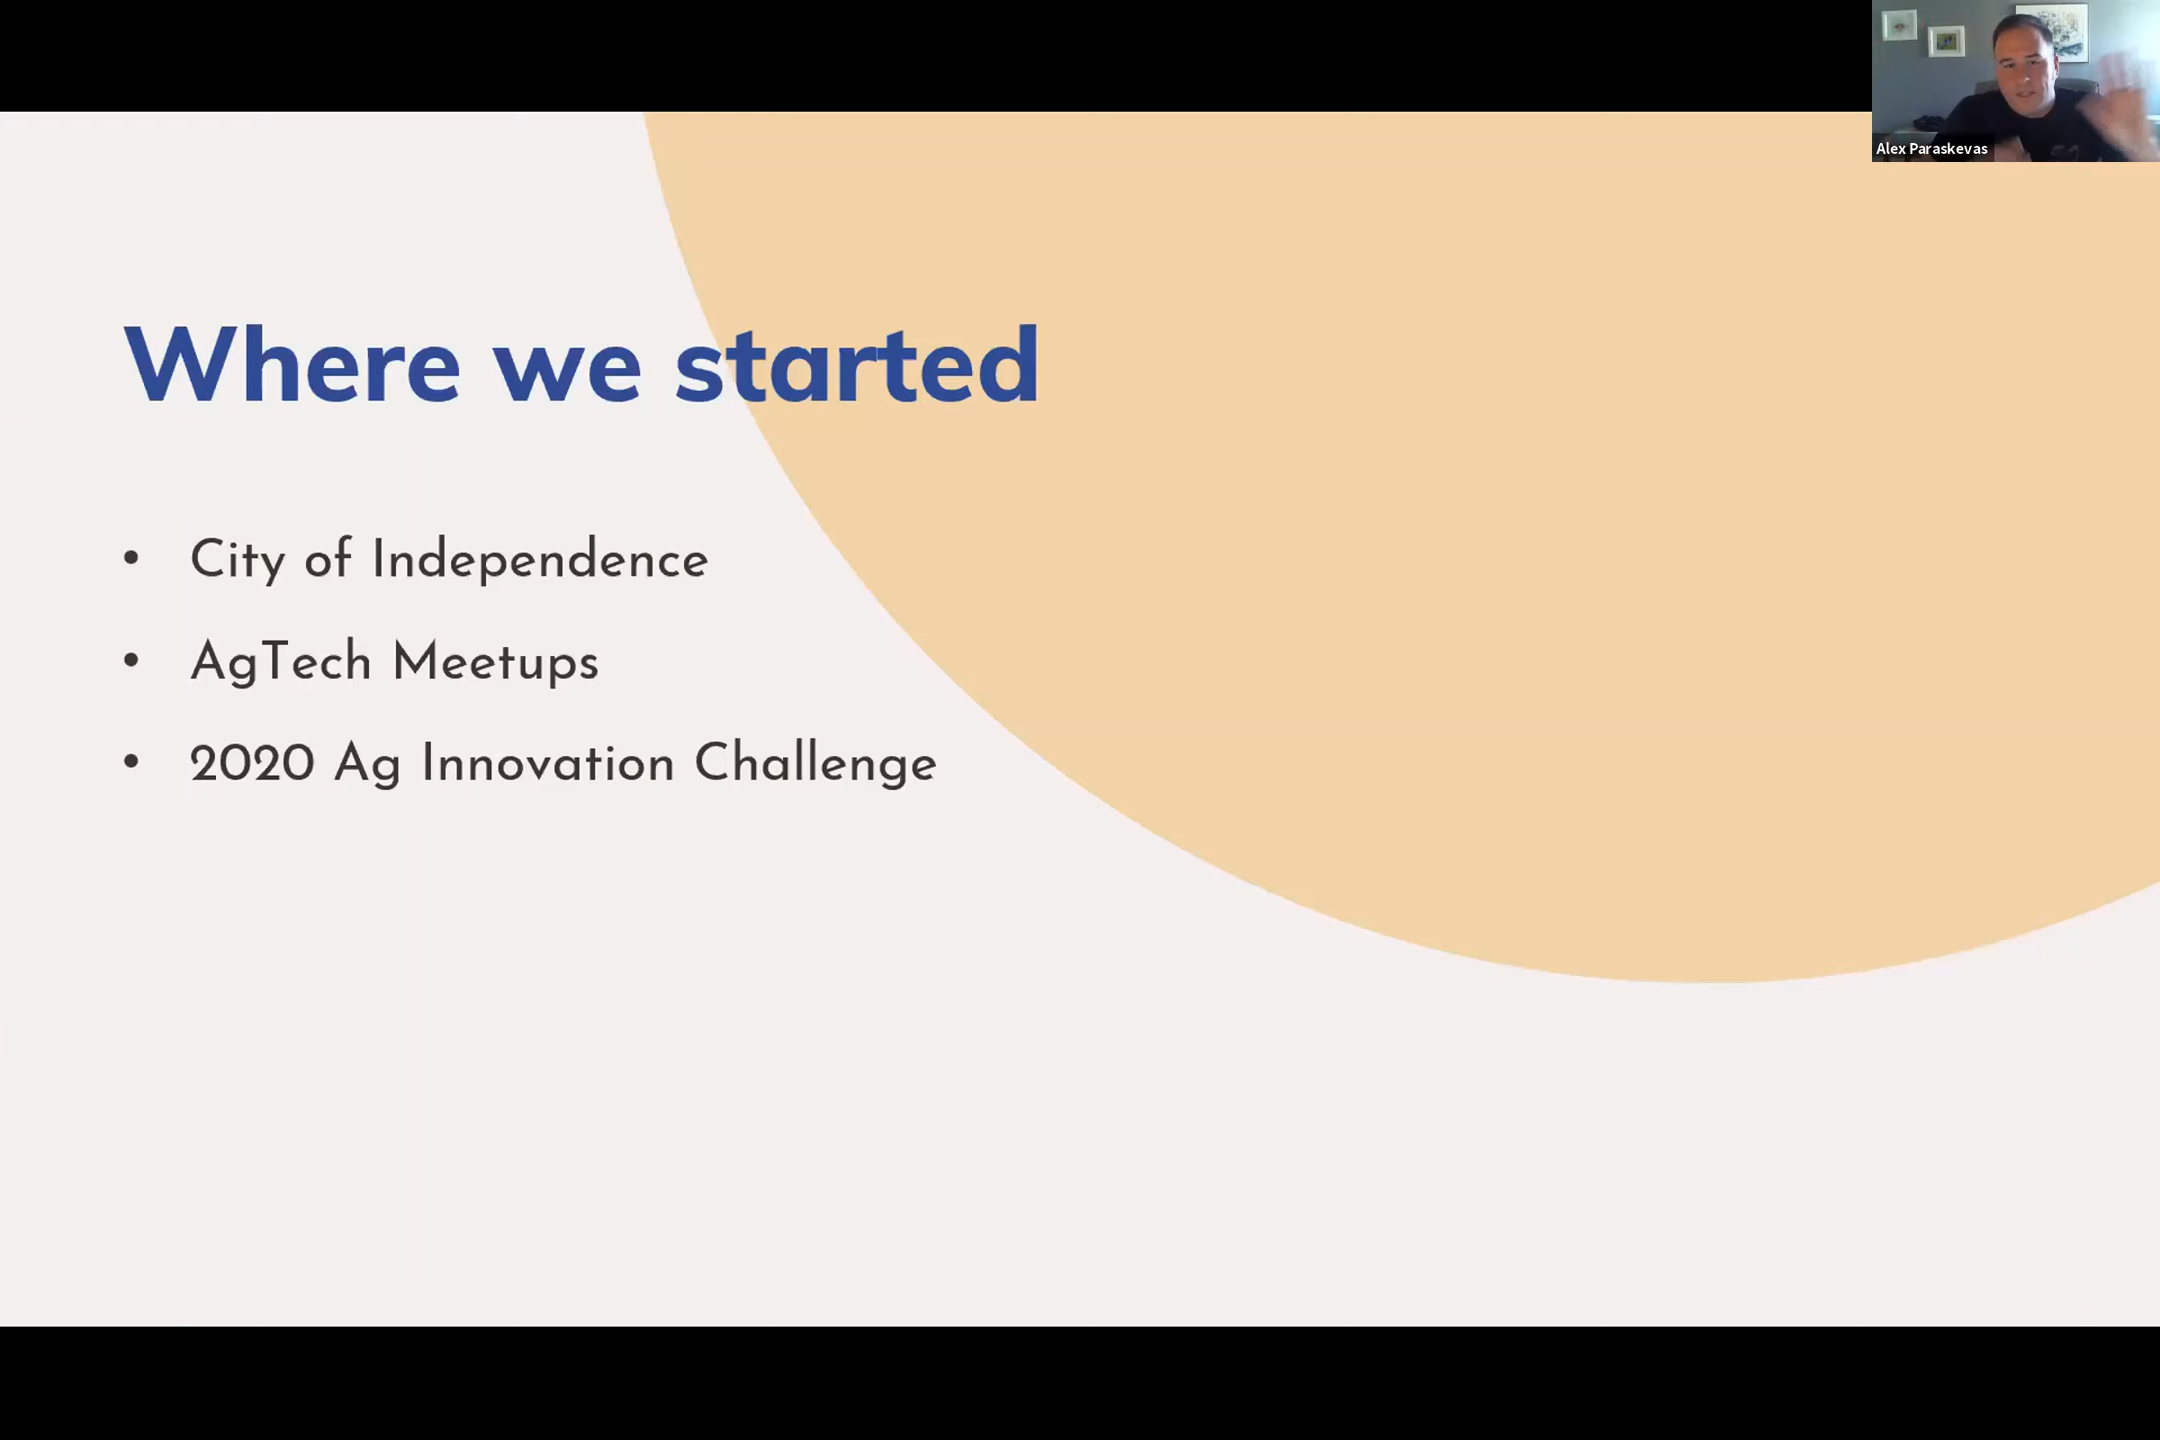 Alex Paraskevas
Where we started
• City of Independence
• AgTech Meetups
• 2020 Ag Innovation Challenge